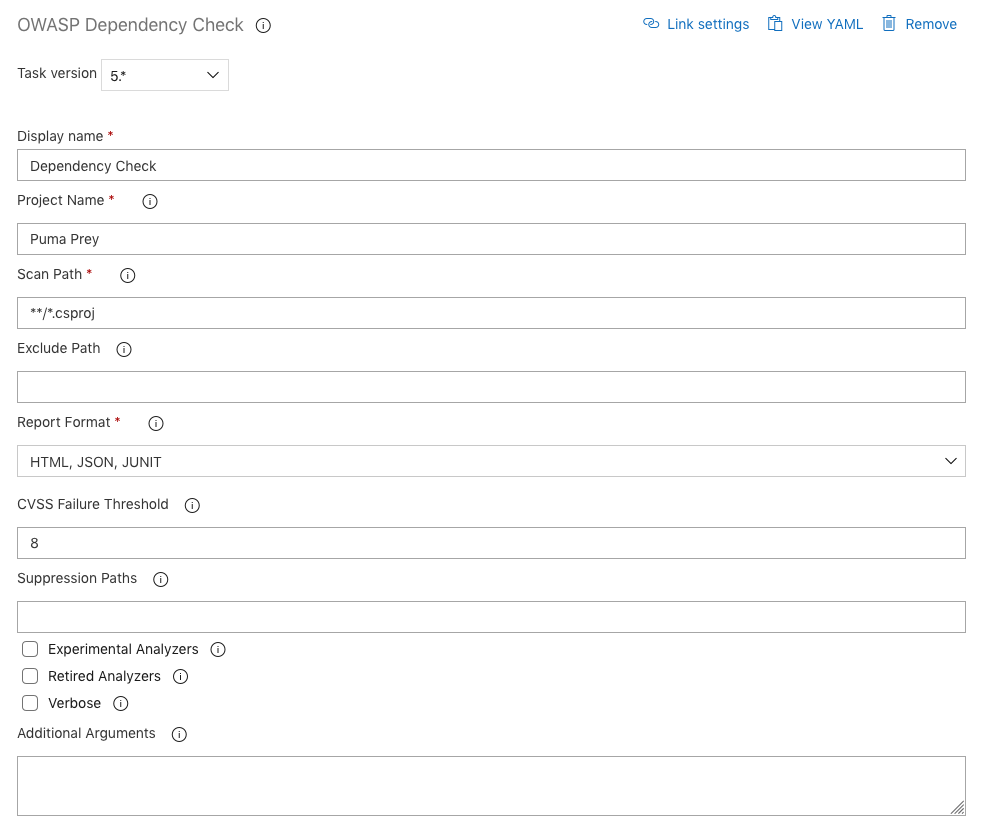 OWASP Dependency Check
Link settings View YAML Remove
Task version 5.*
Display name *
Dependency Check
Project Name *
Puma Prey
Scan Path *
**/*.csproj
Exclude Path
Report Format *
HTML, JSON, JUNIT
CVSS Failure Threshold
8
Suppression Paths
Experimental Analyzers
Retired Analyzers
Verbose
Additional Arguments